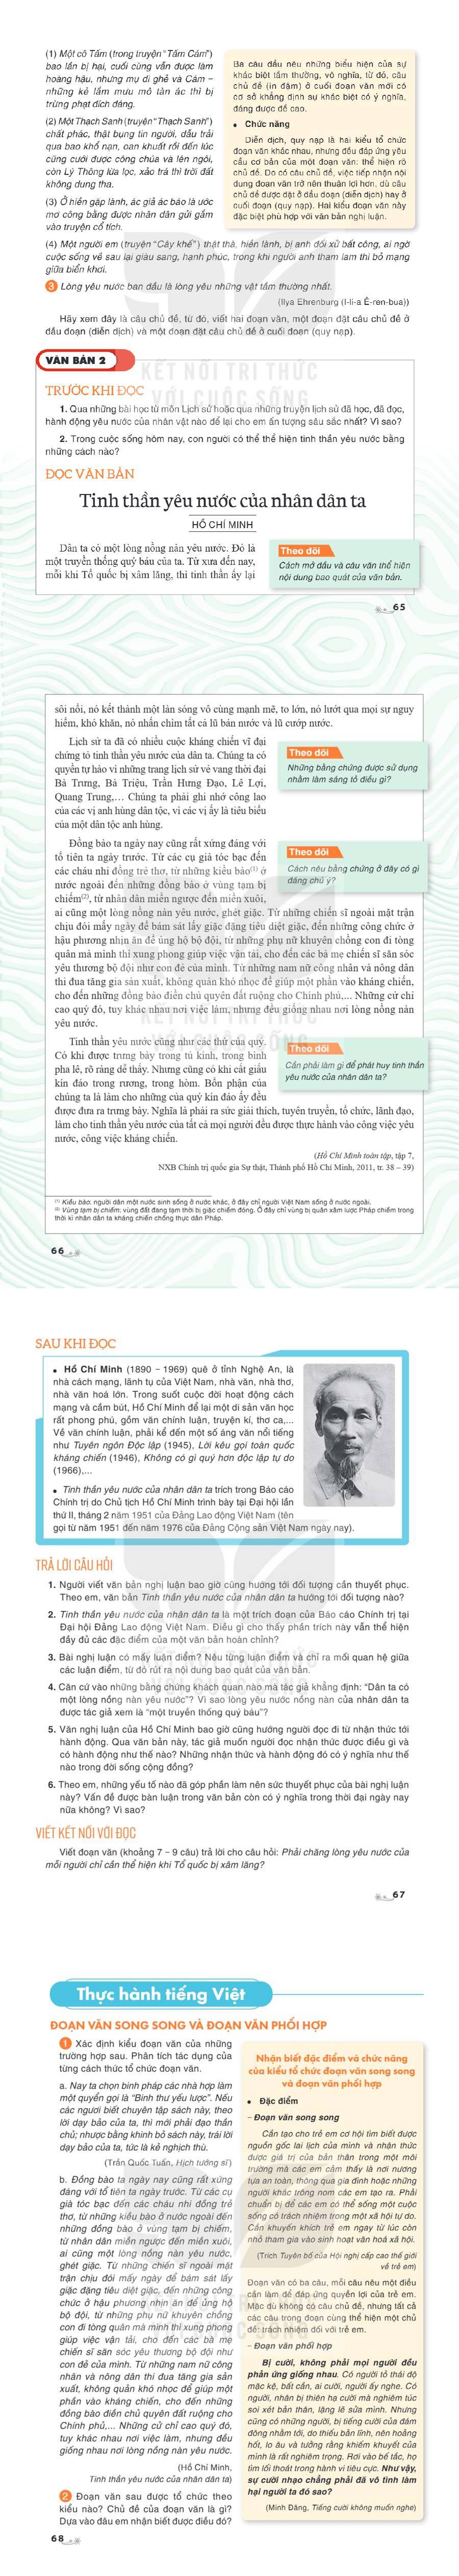 (1) Một cô Tấm (trong truyện "Tấm Cám")
bao lần bị hại, cuối cùng vẫn được làm
hoàng hậu, nhưng mụ dì ghẻ và Cám –
những kẻ lắm mưu mô tàn ác thì bị
trừng phạt đích đáng.
(2) Một Thạch Sanh (truyện "Thạch Sanh")
chất phác, thật bụng tin người, dẫu trải
qua bao khổ nạn, oan khuất rồi đến lúc
cũng cưới được công chúa và lên ngôi,
còn Lý Thông lừa lọc, xảo trá thì trời đất
không dung tha.
(3) Ở hiền gặp lành, ác giả ác báo là ước
mơ công bằng được nhân dân gửi gắm
vào truyện cổ tích.
(4) Một người em (truyện "Cây khế") thật thà, hiền lành, bị anh đối xử bất công, ai ngờ
cuộc sống về sau lại giàu sang, hạnh phúc, trong khi người anh tham lam thì bỏ mạng
giữa biển khơi.
Ba câu đầu nêu những biểu hiện của sự
khác biệt tầm thường, vô nghĩa, từ đó, câu
chủ đề (in đậm) ở cuối đoạn văn mới có
cơ sở khẳng định sự khác biệt có ý nghĩa,
đáng được đề cao.
• Chức năng
Diễn dịch, quy nạp là hai kiểu tổ chức
đoạn văn khác nhau, nhưng đều đáp ứng yêu
cầu cơ bản của một đoạn văn: thể hiện rõ
chủ đề. Do có câu chủ đề, việc tiếp nhận nội
dung đoạn văn trở nên thuận lợi hơn, dù câu
chủ đề được đặt ở đầu đoạn (diễn dịch) hay ở
cuối đoạn (quy nạp). Hai kiểu đoạn văn này
đặc biệt phù hợp với văn bản nghị luận.
3 Lòng yêu nước ban đầu là lòng yêu những vật tầm thường nhất.
(Ilya Ehrenburg (I-li-a Ê-ren-bua))
Hãy xem đây là câu chủ đề, từ đó, viết hai đoạn văn, một đoạn đặt câu chủ đề ở
đầu đoạn (diễn dịch) và một đoạn đặt câu chủ đề ở cuối đoạn (quy nạp).
VĂN BẢN 2
KẾT NỐI TRI THỨC
VỚI CUỘC SỐNG
TRƯỚC KHI ĐỌC
1. Qua những bài học từ môn Lịch sử hoặc qua những truyện lịch sử đã học, đã đọc,
hành động yêu nước của nhân vật nào để lại cho em ấn tượng sâu sắc nhất? Vì sao?
2. Trong cuộc sống hôm nay, con người có thể thể hiện tinh thần yêu nước bằng
những cách nào?
ĐỌC VĂN BẢN
Tinh thần yêu nước của nhân dân ta
HỒ CHÍ MINH
Dân ta có một lòng nồng nàn yêu nước. Đó là
một truyền thống quý báu của ta. Từ xưa đến nay,
mỗi khi Tổ quốc bị xâm lăng, thì tinh thần ấy lại
Theo dõi
Cách mở đầu và câu văn thể hiện
nội dung bao quát của văn bản.
65
sôi nổi, nó kết thành một làn sóng vô cùng mạnh mẽ, to lớn, nó lướt qua mọi sự nguy
hiểm, khó khăn, nó nhấn chìm tất cả lũ bán nước và lũ cướp nước.
Lịch sử ta đã có nhiều cuộc kháng chiến vĩ đại
chứng tỏ tinh thần yêu nước của dân ta. Chúng ta có
quyền tự hào vì những trang lịch sử vẻ vang thời đại
Bà Trưng, Bà Triệu, Trần Hưng Đạo, Lê Lợi,
Quang Trung,... Chúng ta phải ghi nhớ công lao
của các vị anh hùng dân tộc, vì các vị ấy là tiêu biểu
của một dân tộc anh hùng.
Theo dõi
Những bằng chứng được sử dụng
nhằm làm sáng tỏ điều gì?
Đồng bào ta ngày nay cũng rất xứng đáng với
tổ tiên ta ngày trước. Từ các cụ già tóc bạc đến
các cháu nhi đồng trẻ thơ, từ những kiều bào(1) ở
nước ngoài đến những đồng bào ở vùng tạm bị
chiếm(2), từ nhân dân miền ngược đến miền xuôi,
ai cũng một lòng nồng nàn yêu nước, ghét giặc. Từ những chiến sĩ ngoài mặt trận
chịu đói mấy ngày để bám sát lấy giặc đặng tiêu diệt giặc, đến những công chức ở
hậu phương nhịn ăn để ủng hộ bộ đội, từ những phụ nữ khuyên chồng con đi tòng
quân mà mình thì xung phong giúp việc vận tải, cho đến các bà mẹ chiến sĩ săn sóc
yêu thương bộ đội như con đẻ của mình. Từ những nam nữ công nhân và nông dân
thi đua tăng gia sản xuất, không quản khó nhọc để giúp một phần vào kháng chiến,
cho đến những đồng bào điền chủ quyên đất ruộng cho Chính phủ,... Những cử chỉ
cao quý đó, tuy khác nhau nơi việc làm, nhưng đều giống nhau nơi lòng nồng nàn
yêu nước.
Theo dõi
Cách nêu bằng chứng ở đây có gì
đáng chú ý?
KẾT NỐI TRI THỨC
VỚI CUỘC SỐNG
Tinh thần yêu nước cũng như các thứ của quý.
Có khi được trưng bày trong tủ kính, trong bình
pha lê, rõ ràng dễ thấy. Nhưng cũng có khi cất giấu
kín đáo trong rương, trong hòm. Bổn phận của
chúng ta là làm cho những của quý kín đáo ấy đều
được đưa ra trưng bày. Nghĩa là phải ra sức giải thích, tuyên truyền, tổ chức, lãnh đạo,
làm cho tinh thần yêu nước của tất cả mọi người đều được thực hành vào công việc yêu
nước, công việc kháng chiến.
Theo dõi
Cần phải làm gì để phát huy tinh thần
yêu nước của nhân dân ta?
(Hồ Chí Minh toàn tập, tập 7,
NXB Chính trị quốc gia Sự thật, Thành phố Hồ Chí Minh, 2011, tr. 38 – 39)
(1) Kiều bào: người dân một nước sinh sống ở nước khác, ở đây chỉ người Việt Nam sống ở nước ngoài.
(2) Vùng tạm bị chiếm: vùng đất đang tạm thời bị giặc chiếm đóng. Ở đây chỉ vùng bị quân xâm lược Pháp chiếm trong
thời kì nhân dân ta kháng chiến chống thực dân Pháp.
66
SAU KHI ĐỌC
• Hồ Chí Minh (1890 – 1969) quê ở tỉnh Nghệ An, là
nhà cách mạng, lãnh tụ của Việt Nam, nhà văn, nhà thơ,
nhà văn hoá lớn. Trong suốt cuộc đời hoạt động cách
mạng và cầm bút, Hồ Chí Minh để lại một di sản văn học
rất phong phú, gồm văn chính luận, truyện kí, thơ ca,...
Về văn chính luận, phải kể đến một số áng văn nổi tiếng
như Tuyên ngôn Độc lập (1945), Lời kêu gọi toàn quốc
kháng chiến (1946), Không có gì quý hơn độc lập tự do
(1966),...
• Tinh thần yêu nước của nhân dân ta trích trong Báo cáo
Chính trị do Chủ tịch Hồ Chí Minh trình bày tại Đại hội lần
thứ II, tháng 2 năm 1951 của Đảng Lao động Việt Nam (tên
gọi từ năm 1951 đến năm 1976 của Đảng Cộng sản Việt Nam ngày nay).
TRẢ LỜI CÂU HỎI
1. Người viết văn bản nghị luận bao giờ cũng hướng tới đối tượng cần thuyết phục.
Theo em, văn bản Tinh thần yêu nước của nhân dân ta hướng tới đối tượng nào?
2. Tinh thần yêu nước của nhân dân ta là một trích đoạn của Báo cáo Chính trị tại
Đại hội Đảng Lao động Việt Nam. Điều gì cho thấy phần trích này vẫn thể hiện
đầy đủ các đặc điểm của một văn bản hoàn chỉnh?
KẾT NỐI TRI THỨC
VỚI CUỘC SỐNG
3. Bài nghị luận có mấy luận điểm? Nêu từng luận điểm và chỉ ra mối quan hệ giữa
các luận điểm, từ đó rút ra nội dung bao quát của văn bản.
4. Căn cứ vào những bằng chứng khách quan nào mà tác giả khẳng định: "Dân ta có
một lòng nồng nàn yêu nước"? Vì sao lòng yêu nước nồng nàn của nhân dân ta
được tác giả xem là "một truyền thống quý báu"?
5. Văn nghị luận của Hồ Chí Minh bao giờ cũng hướng người đọc đi từ nhận thức tới
hành động. Qua văn bản này, tác giả muốn người đọc nhận thức được điều gì và
có hành động như thế nào? Những nhận thức và hành động đó có ý nghĩa như thế
nào trong đời sống cộng đồng?
6. Theo em, những yếu tố nào đã góp phần làm nên sức thuyết phục của bài nghị luận
này? Vấn đề được bàn luận trong văn bản còn có ý nghĩa trong thời đại ngày nay
nữa không? Vì sao?
VIẾT KẾT NỐI VỚI ĐỌC
Viết đoạn văn (khoảng 7 – 9 câu) trả lời cho câu hỏi: Phải chăng lòng yêu nước của
mỗi người chỉ cần thể hiện khi Tổ quốc bị xâm lăng?
67
Thực hành tiếng Việt
ĐOẠN VĂN SONG SONG VÀ ĐOẠN VĂN PHỐI HỢP
1 Xác định kiểu đoạn văn của những
trường hợp sau. Phân tích tác dụng của
từng cách thức tổ chức đoạn văn.
a. Nay ta chọn binh pháp các nhà hợp làm
một quyển gọi là "Binh thư yếu lược". Nếu
các người biết chuyên tập sách này, theo
lời dạy bảo của ta, thì mới phải đạo thần
chủ; nhược bằng khinh bỏ sách này, trái lời
dạy bảo của ta, tức là kẻ nghịch thù.
(Trần Quốc Tuấn, Hịch tướng sĩ)
b. Đồng bào ta ngày nay cũng rất xứng
đáng với tổ tiên ta ngày trước. Từ các cụ
già tóc bạc đến các cháu nhi đồng trẻ
thơ, từ những kiều bào ở nước ngoài đến
những đồng bào ở vùng tạm bị chiếm,
từ nhân dân miền ngược đến miền xuôi,
ai cũng một lòng nồng nàn yêu nước,
ghét giặc. Từ những chiến sĩ ngoài mặt
trận chịu đói mấy ngày để bám sát lấy
giặc đặng tiêu diệt giặc, đến những công
chức ở hậu phương nhịn ăn để ủng hộ
bộ đội, từ những phụ nữ khuyên chồng
con đi tòng quân mà mình thì xung phong
giúp việc vận tải, cho đến các bà mẹ
chiến sĩ săn sóc yêu thương bộ đội như
con đẻ của mình. Từ những nam nữ công
nhân và nông dân thi đua tăng gia sản
xuất, không quản khó nhọc để giúp một
phần vào kháng chiến, cho đến những
đồng bào điền chủ quyên đất ruộng cho
Chính phủ,... Những cử chỉ cao quý đó,
tuy khác nhau nơi việc làm, nhưng đều
giống nhau nơi lòng nồng nàn yêu nước.
(Hồ Chí Minh,
Tinh thần yêu nước của nhân dân ta)
2 Đoạn văn sau được tổ chức theo
kiểu nào? Chủ đề của đoạn văn là gì?
Dựa vào đâu em nhận biết được điều đó?
Nhận biết đặc điểm và chức năng
của kiểu tổ chức đoạn văn song song
và đoạn văn phối hợp
• Đặc điểm
– Đoạn văn song song
Cần tạo cho trẻ em cơ hội tìm biết được
nguồn gốc lai lịch của mình và nhận thức
được giá trị của bản thân trong một môi
trường mà các em cảm thấy là nơi nương
tựa an toàn, thông qua gia đình hoặc những
người khác trông nom các em tạo ra. Phải
chuẩn bị để các em có thể sống một cuộc
sống có trách nhiệm trong một xã hội tự do.
Cần khuyến khích trẻ em ngay từ lúc còn
nhỏ tham gia vào sinh hoạt văn hoá xã hội.
(Trích Tuyên bố của Hội nghị cấp cao thế giới
về trẻ em)
Đoạn văn có ba câu, mỗi câu nêu một điều
cần làm để đáp ứng quyền lợi của trẻ em.
Mặc dù không có câu chủ đề, nhưng tất cả
các câu trong đoạn cùng thể hiện một chủ
đề: trách nhiệm đối với trẻ em.
– Đoạn văn phối hợp
Bị cười, không phải mọi người đều
phản ứng giống nhau. Có người tỏ thái độ
mặc kệ, bất cần, ai cười, người ấy nghe. Có
người, nhân bị thiên hạ cười mà nghiêm túc
soi xét bản thân, lặng lẽ sửa mình. Nhưng
cũng có những người, bị tiếng cười của đám
đông nhấm tới, do thiếu bản lĩnh, nên hoảng
hốt, lo âu và tưởng rằng khiếm khuyết của
mình là rất nghiêm trọng. Rơi vào bế tắc, họ
tìm lối thoát trong hành vi tiêu cực. Như vậy,
sự cười nhạo chẳng phải đã vô tình làm
hại người ta đó sao?
(Minh Đăng, Tiếng cười không muốn nghe)
68